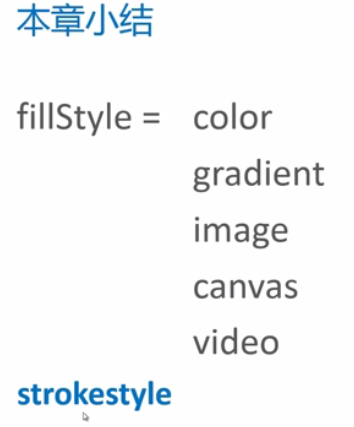 本章小结
fillStyle = color
gradient
image
canvas
video
strokestyle